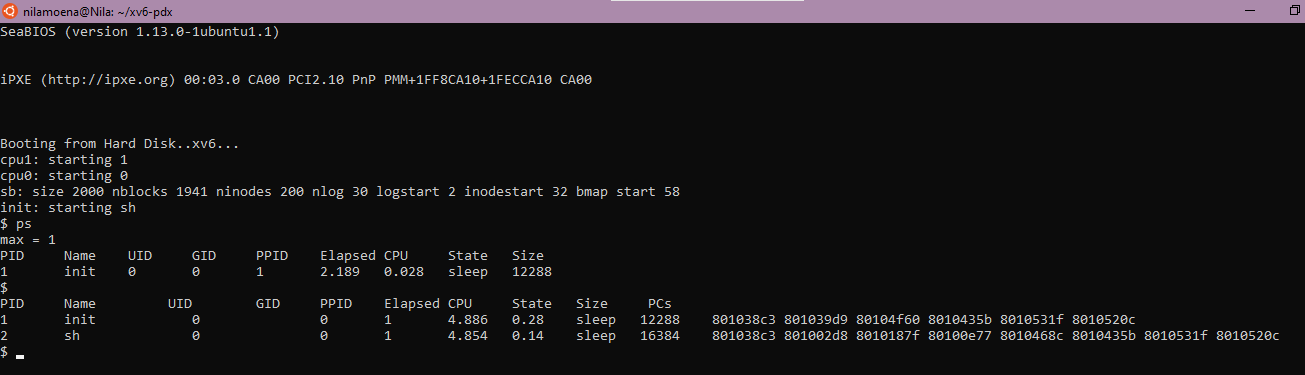 nilamoena@Nila: ~/xv6-pdx
SeaBIOS (version 1.13.0-1ubuntu1.1)
iPXE (http://ipxe.org) 00:03.0 CA00 PCI2.10 PnP PMM+1FF8CA10+1FECCA10 CA00
Booting from Hard Disk..xv6...
cpu1: starting 1
cpu0: starting 0
sb: size 2000 nblocks 1941 ninodes 200 nlog 30 logstart 2 inodestart 32 bmap start 58
init: starting sh
$ ps
max = 1
PID Name UID GID PPID Elapsed CPU State Size
1 init 0 0 1 2.189 0.028 sleep 12288
$
PID Name UID GID PPID Elapsed CPU State Size PCs
1 init 0 0 1 4.886 0.28 sleep 12288 801038c3 801039d9 80104f60 8010435b 8010531f 8010520c
2 sh 0 0 1 4.854 0.14 sleep 16384 801038c3 801002d8 8010187f 80100e77 8010468c 8010435b 8010531f 8010520c
$